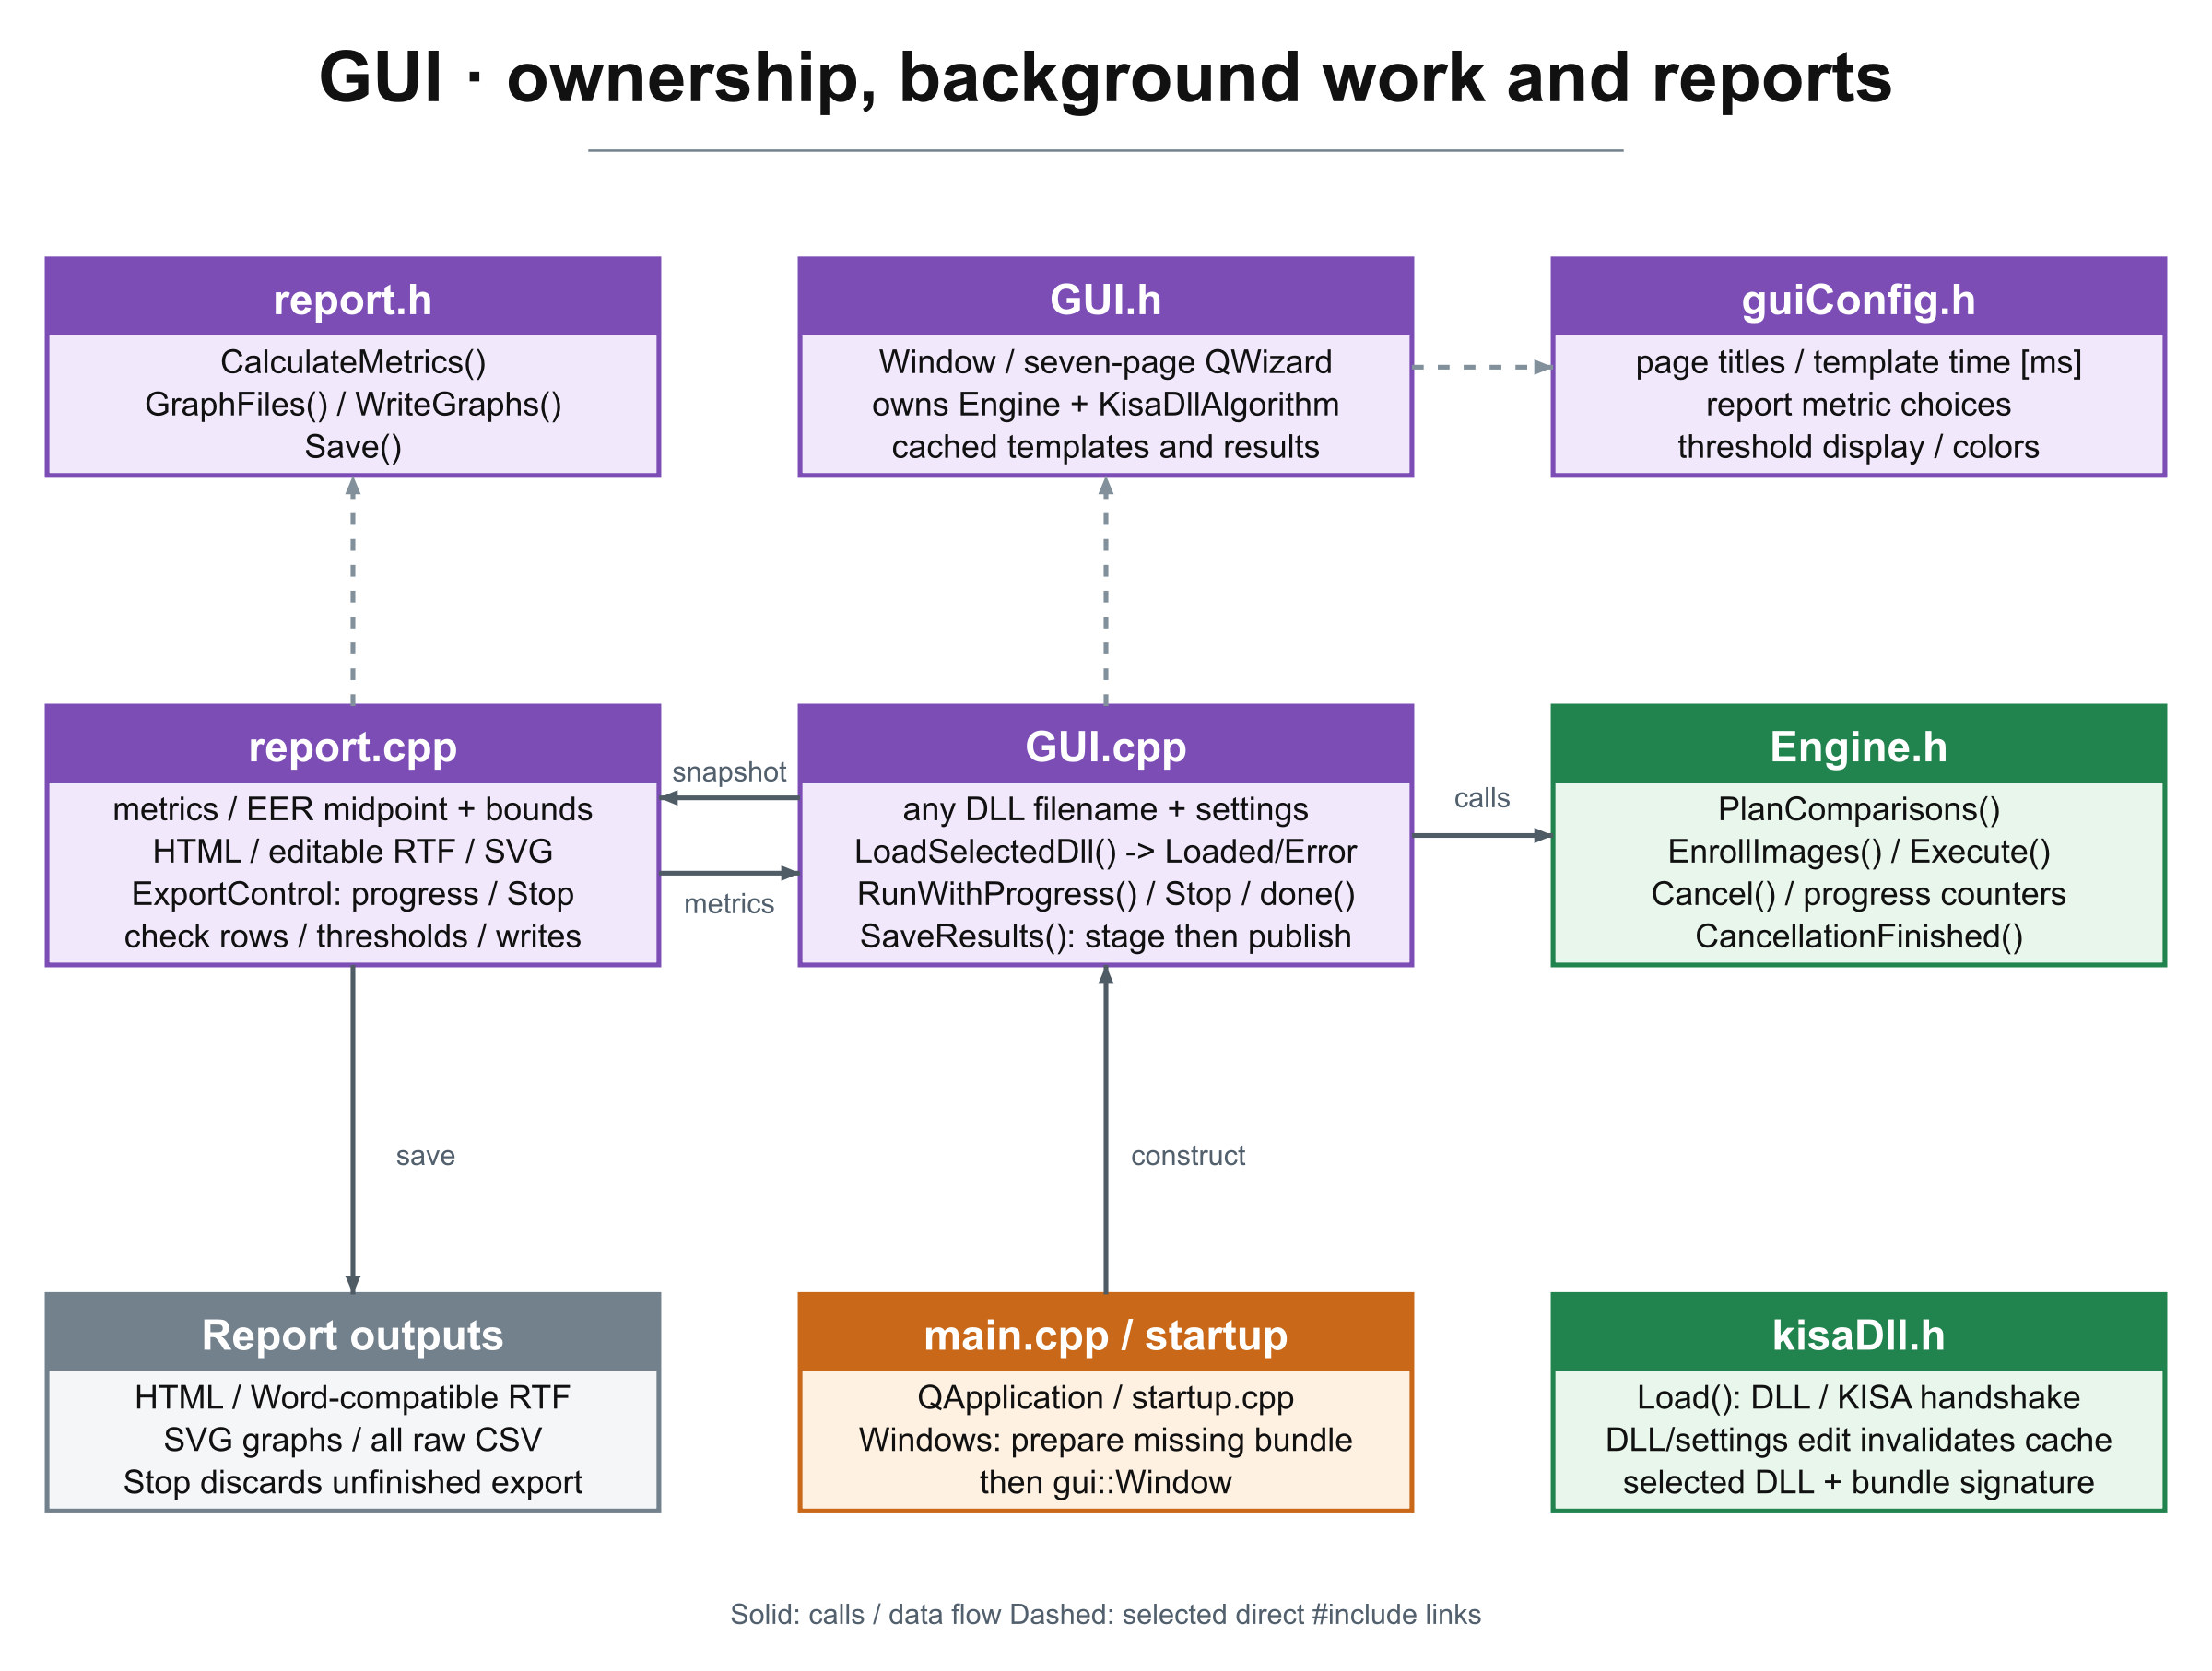 GUI · ownership, background work and reports
report.h
CalculateMetrics()
GraphFiles() / WriteGraphs()
Save()
GUI.h
Window / seven-page QWizard
owns Engine + KisaDllAlgorithm
cached templates and results
guiConfig.h
page titles / template time [ms]
report metric choices
threshold display / colors
report.cpp
metrics / EER midpoint + bounds
HTML / editable RTF / SVG
ExportControl: progress / Stop
check rows / thresholds / writes
snapshot
metrics
GUI.cpp
any DLL filename + settings
LoadSelectedDll() -> Loaded/Error
RunWithProgress() / Stop / done()
SaveResults(): stage then publish
calls
Engine.h
PlanComparisons()
EnrollImages() / Execute()
Cancel() / progress counters
CancellationFinished()
save
construct
Report outputs
HTML / Word-compatible RTF
SVG graphs / all raw CSV
Stop discards unfinished export
main.cpp / startup
QApplication / startup.cpp
Windows: prepare missing bundle
then gui::Window
kisaDll.h
Load(): DLL / KISA handshake
DLL/settings edit invalidates cache
selected DLL + bundle signature
Solid: calls / data flow Dashed: selected direct #include links